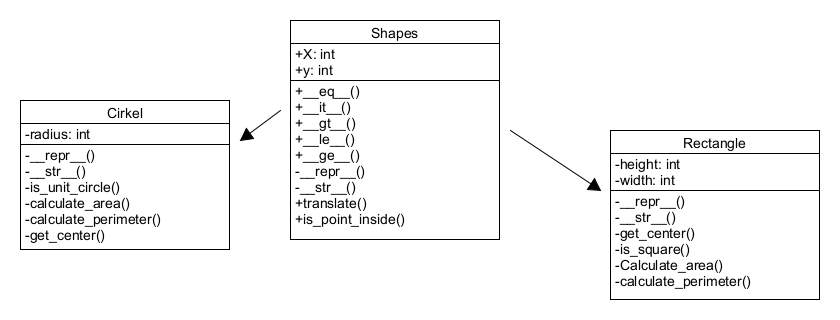 Shapes
+X: int
+y: int
+__eq__()
+__it__()
+__gt__()
+__le__()
+__ge__()
-__repr__()
-__str__()
+translate()
+is_point_inside()
Cirkel
-radius: int
-__repr__()
-__str__()
-is_unit_circle()
-calculate_area()
-calculate_perimeter()
-get_center()
Rectangle
-height: int
-width: int
-__repr__()
-__str__()
-get_center()
-is_square()
-Calculate_area()
-calculate_perimeter()